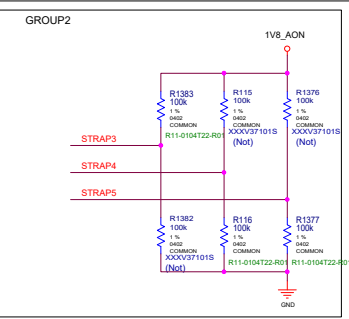 GROUP2
1V8_AON
R1383
100k
1 %
0402
COMMON
R11-0104T22-R01
R115
100k
1 %
0402
COMMON
XXXV37101S
(Not)
R1376
100k
1 %
0402
COMMON
XXXV37101S
(Not)
STRAP3
STRAP4
STRAP5
R1382
100k
1 %
0402
COMMON
XXXV37101S
(Not)
R116
100k
1 %
0402
COMMON
R11-0104T22-R01
R1377
100k
1 %
0402
COMMON
R11-0104T22-R01
GND